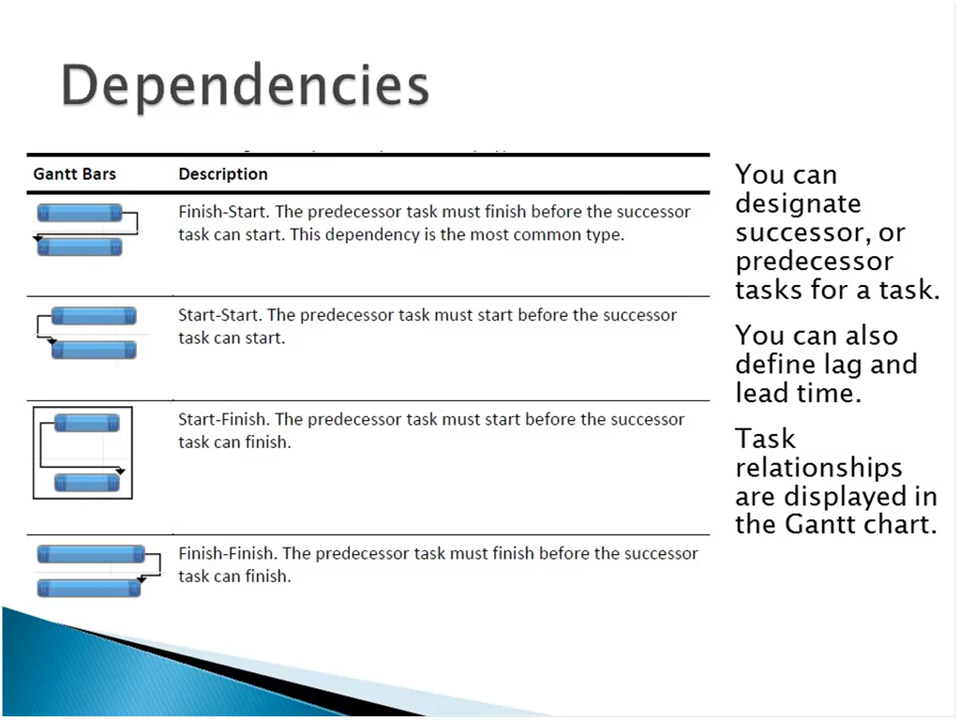 Dependencies
Gantt Bars Description
Finish-Start. The predecessor task must finish before the successor
task can start. This dependency is the most common type.
Start-Start. The predecessor task must start before the successor
task can start.
Start-Finish. The predecessor task must start before the successor
task can finish.
Finish-Finish. The predecessor task must finish before the successor
task can finish.
You can
designate
successor, or
predecessor
tasks for a task.
You can also
define lag and
lead time.
Task
relationships
are displayed in
the Gantt chart.